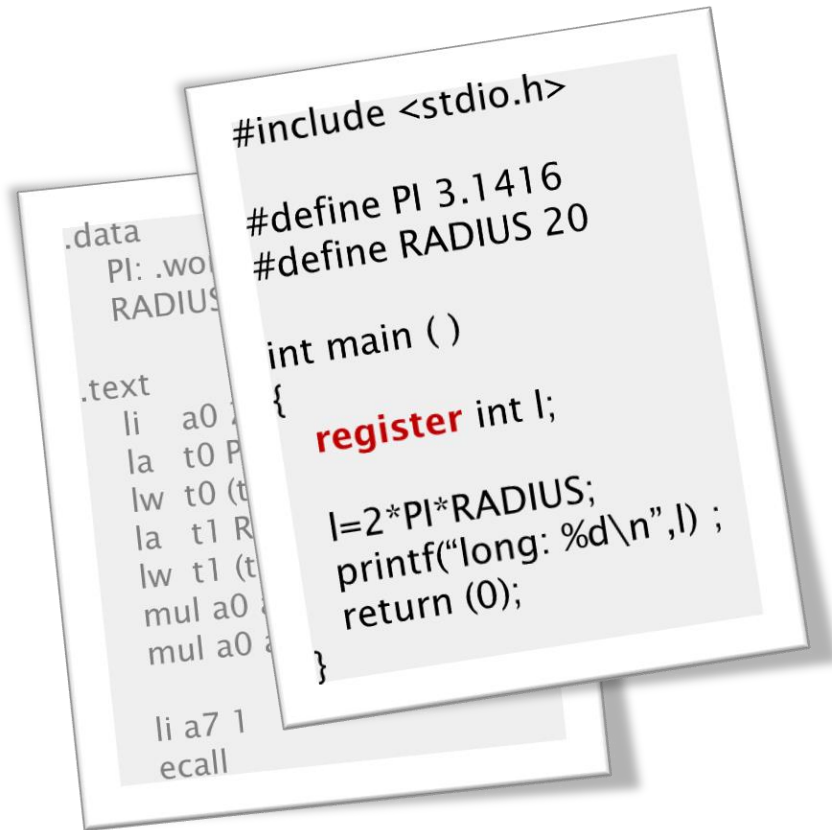 #include <stdio.h>
#define PI 3.1416
#define RADIUS 20
int main ( )
{
register int l;
l=2*PI*RADIUS;
printf(“long: %d\n”,l) ;
return (0);
}
.data
PI:
RADIUS
.text
li a0
la t0
lw t0
la t1
lw t1
mul a0
mul a0
li a7 1
ecall